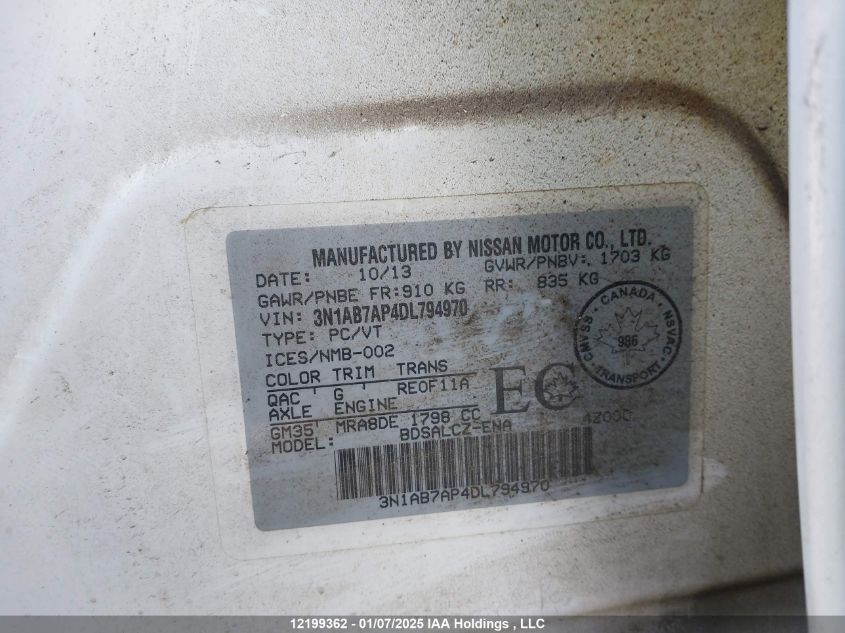 MANUFACTURED BY NISSAN MOTOR CO., LTD.
DATE: 10/13 GVWR/PNBV: 1703 KG
GAWR/PNBE FR:910 KG RR: 835 KG
VIN: 3N1AB7AP4DL794970
TYPE: PC/VT
ICES/NMB-002
COLOR TRIM TRANS
QAC ' G ' RE0F11A
AXLE ENGINE
GM35' MRA8DE 1798 CC
MODEL: BDSALCZ-ENA 4Z00D
EC
CANADA
CMVSS NSVAC
986
TRANSPORT
3N1AB7AP4DL794970
12199362 - 01/07/2025 IAA Holdings , LLC